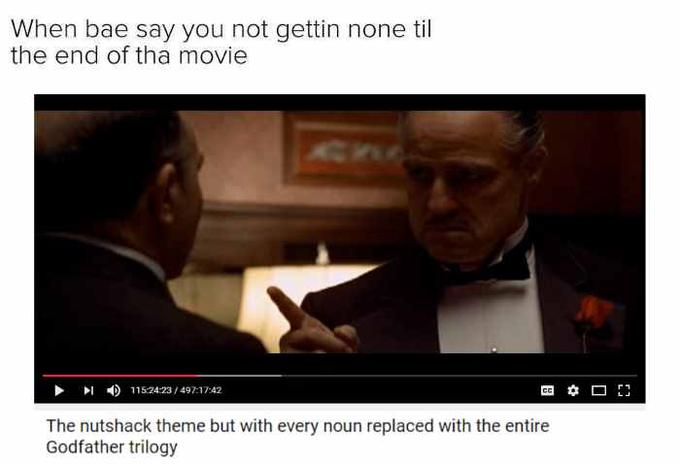 When bae say you not gettin none til
the end of tha movie
115:24:23 / 497:17:42
CC
The nutshack theme but with every noun replaced with the entire
Godfather trilogy